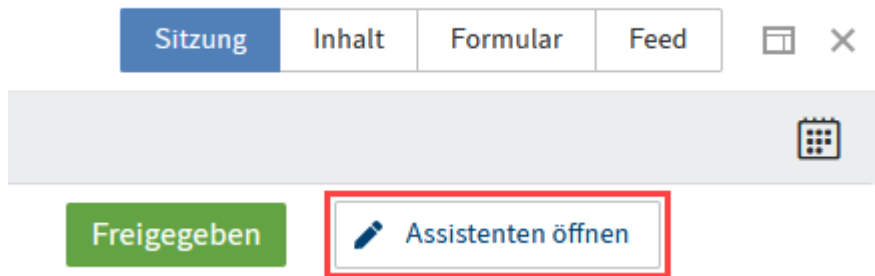 Sitzung Inhalt Formular Feed
Freigegeben Assistenten öffnen